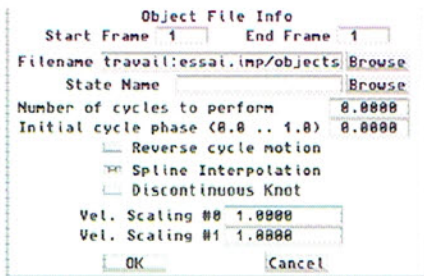 Object File Info
Start Frame 1 End Frame 1
Filename travail:essai.imp/objects Browse
State Name Browse
Number of cycles to perform 0.0000
Initial cycle phase (0.0 .. 1.0) 0.0000
Reverse cycle motion
Spline Interpolation
Discontinuous Knot
Vel. Scaling #0 1.0000
Vel. Scaling #1 1.0000
OK Cancel